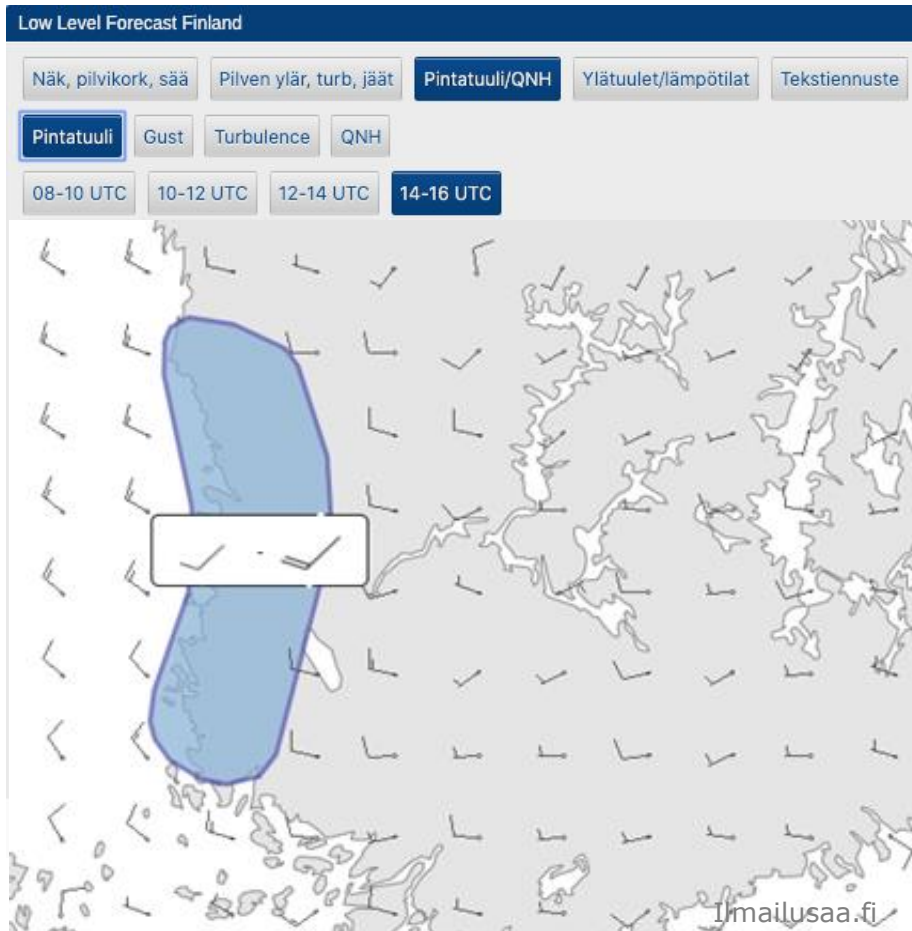 Low Level Forecast Finland
Näk, pilvikork, sää Pilven ylär, turb, jäät Pintatuuli/QNH Ylätuulet/lämpötilat Tekstiennuste
Pintatuuli Gust Turbulence QNH
08-10 UTC 10-12 UTC 12-14 UTC 14-16 UTC
-
Ilmailusaa.fi